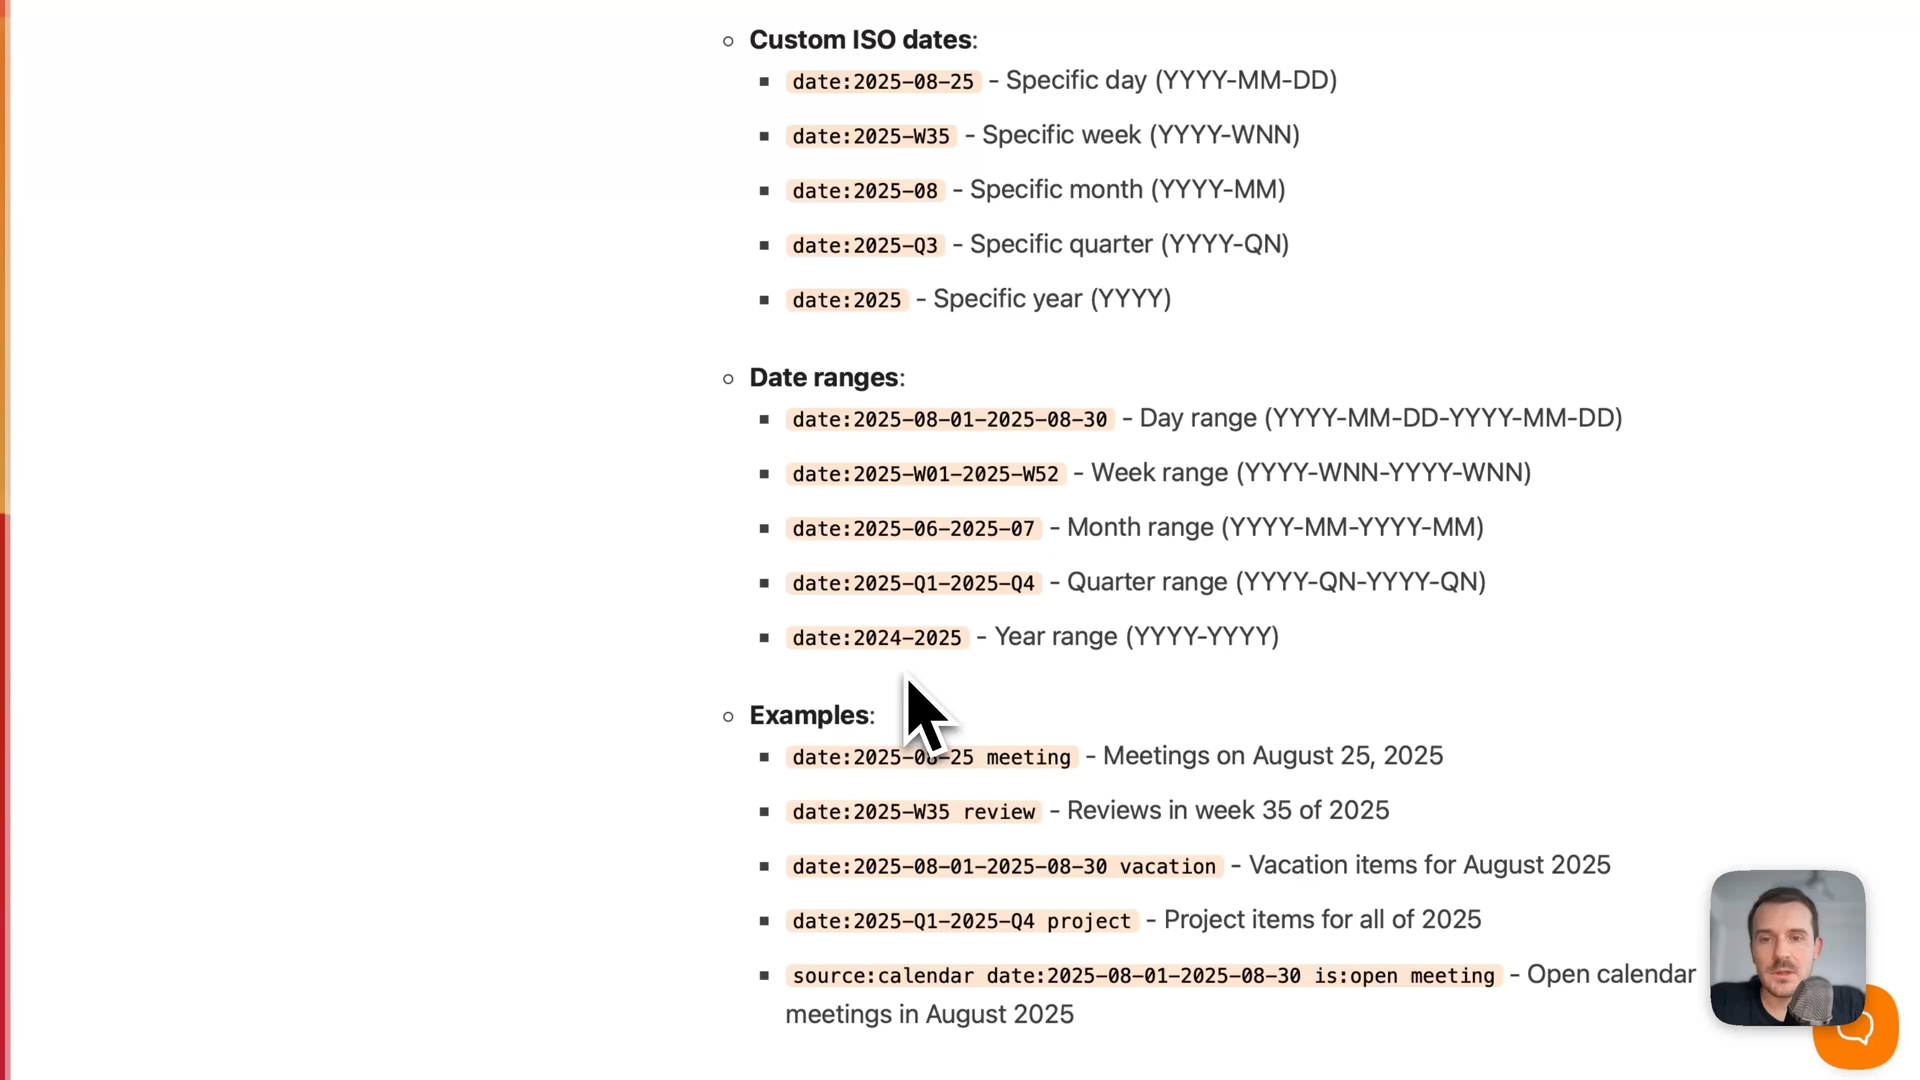 Custom ISO dates:
date:2025-08-25 - Specific day (YYYY-MM-DD)
date:2025-W35 - Specific week (YYYY-WNN)
date:2025-08 - Specific month (YYYY-MM)
date:2025-Q3 - Specific quarter (YYYY-QN)
date:2025 - Specific year (YYYY)
Date ranges:
date:2025-08-01-2025-08-30 - Day range (YYYY-MM-DD-YYYY-MM-DD)
date:2025-W01-2025-W52 - Week range (YYYY-WNN-YYYY-WNN)
date:2025-06-2025-07 - Month range (YYYY-MM-YYYY-MM)
date:2025-Q1-2025-Q4 - Quarter range (YYYY-QN-YYYY-QN)
date:2024-2025 - Year range (YYYY-YYYY)
Examples:
date:2025-08-25 meeting - Meetings on August 25, 2025
date:2025-W35 review - Reviews in week 35 of 2025
date:2025-08-01-2025-08-30 vacation - Vacation items for August 2025
date:2025-Q1-2025-Q4 project - Project items for all of 2025
source:calendar date:2025-08-01-2025-08-30 is:open meeting - Open calendar
meetings in August 2025